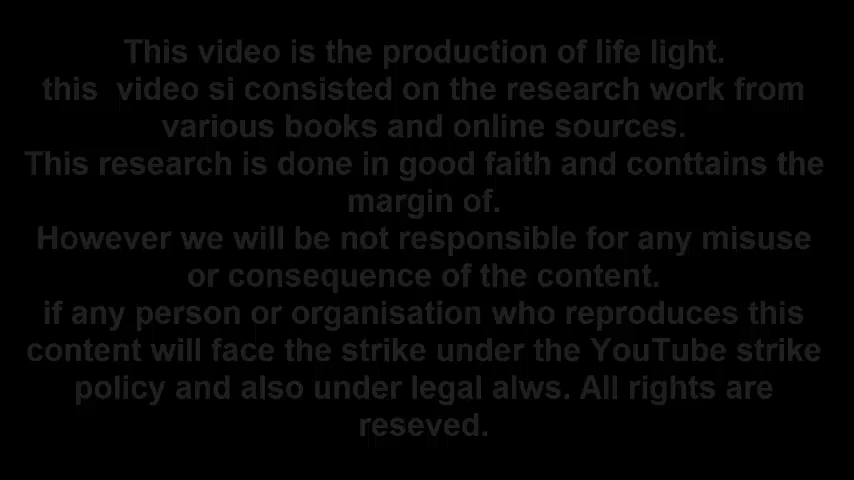 This video is the production of life light.
this  video si consisted on the research work from
various books and online sources.
This research is done in good faith and conttains the
margin of.
However we will be not responsible for any misuse
or consequence of the content.
if any person or organisation who reproduces this
content will face the strike under the YouTube strike
policy and also under legal alws. All rights are
reseved.